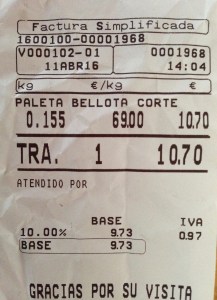 Factura Simplificada
1600100-00001968
V000102-01 0001968
11ABR16 14:04
kg €/kg €
PALETA BELLOTA CORTE
0.155 69.00 10.70
TRA. 1 10.70
ATENDIDO POR
BASE IVA
10.00% 9.73 0.97
BASE 9.73
GRACIAS POR SU VISITA